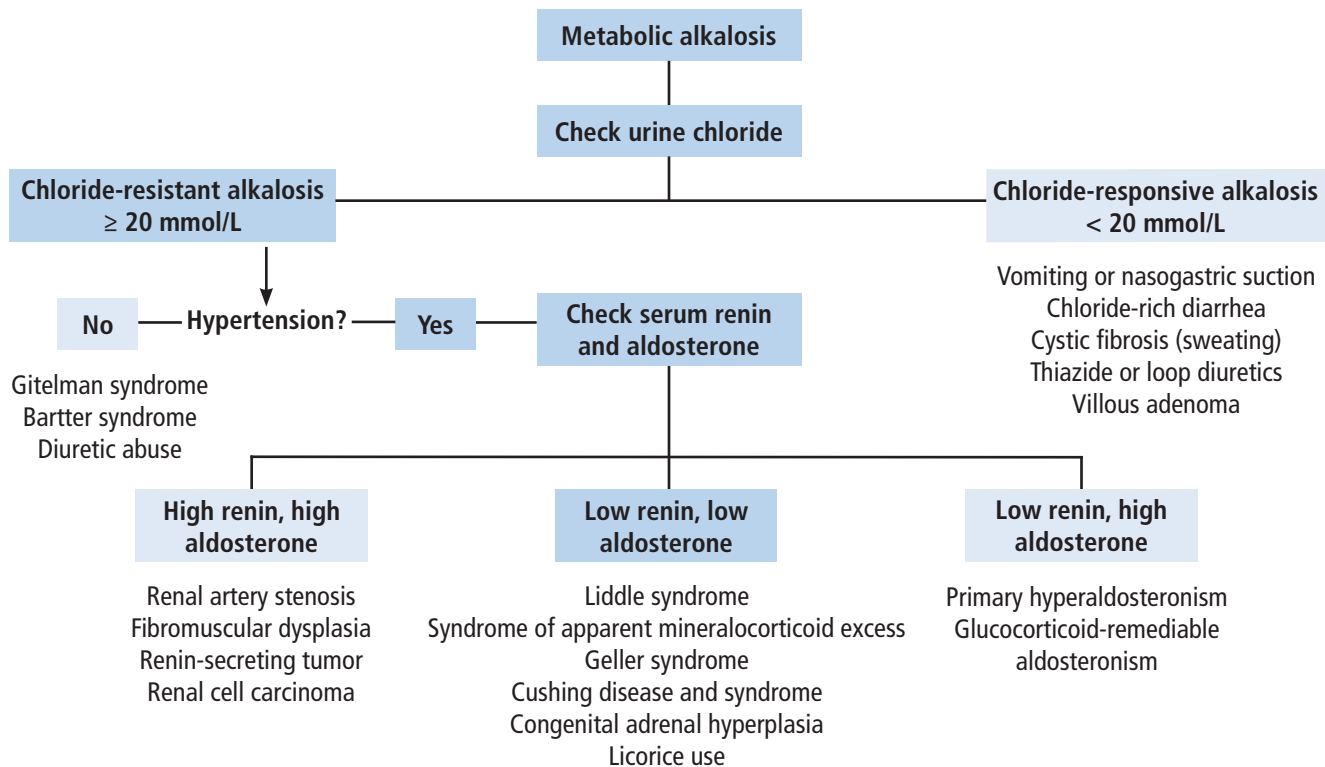 Metabolic alkalosis
Check urine chloride
Chloride-resistant alkalosis
≥ 20 mmol/L
Chloride-responsive alkalosis
< 20 mmol/L
Vomiting or nasogastric suction
Chloride-rich diarrhea
Cystic fibrosis (sweating)
Thiazide or loop diuretics
Villous adenoma
No
Hypertension?
Yes
Check serum renin
and aldosterone
Gitelman syndrome
Bartter syndrome
Diuretic abuse
High renin, high
aldosterone
Renal artery stenosis
Fibromuscular dysplasia
Renin-secreting tumor
Renal cell carcinoma
Low renin, low
aldosterone
Liddle syndrome
Syndrome of apparent mineralocorticoid excess
Geller syndrome
Cushing disease and syndrome
Congenital adrenal hyperplasia
Licorice use
Low renin, high
aldosterone
Primary hyperaldosteronism
Glucocorticoid-remediable
aldosteronism